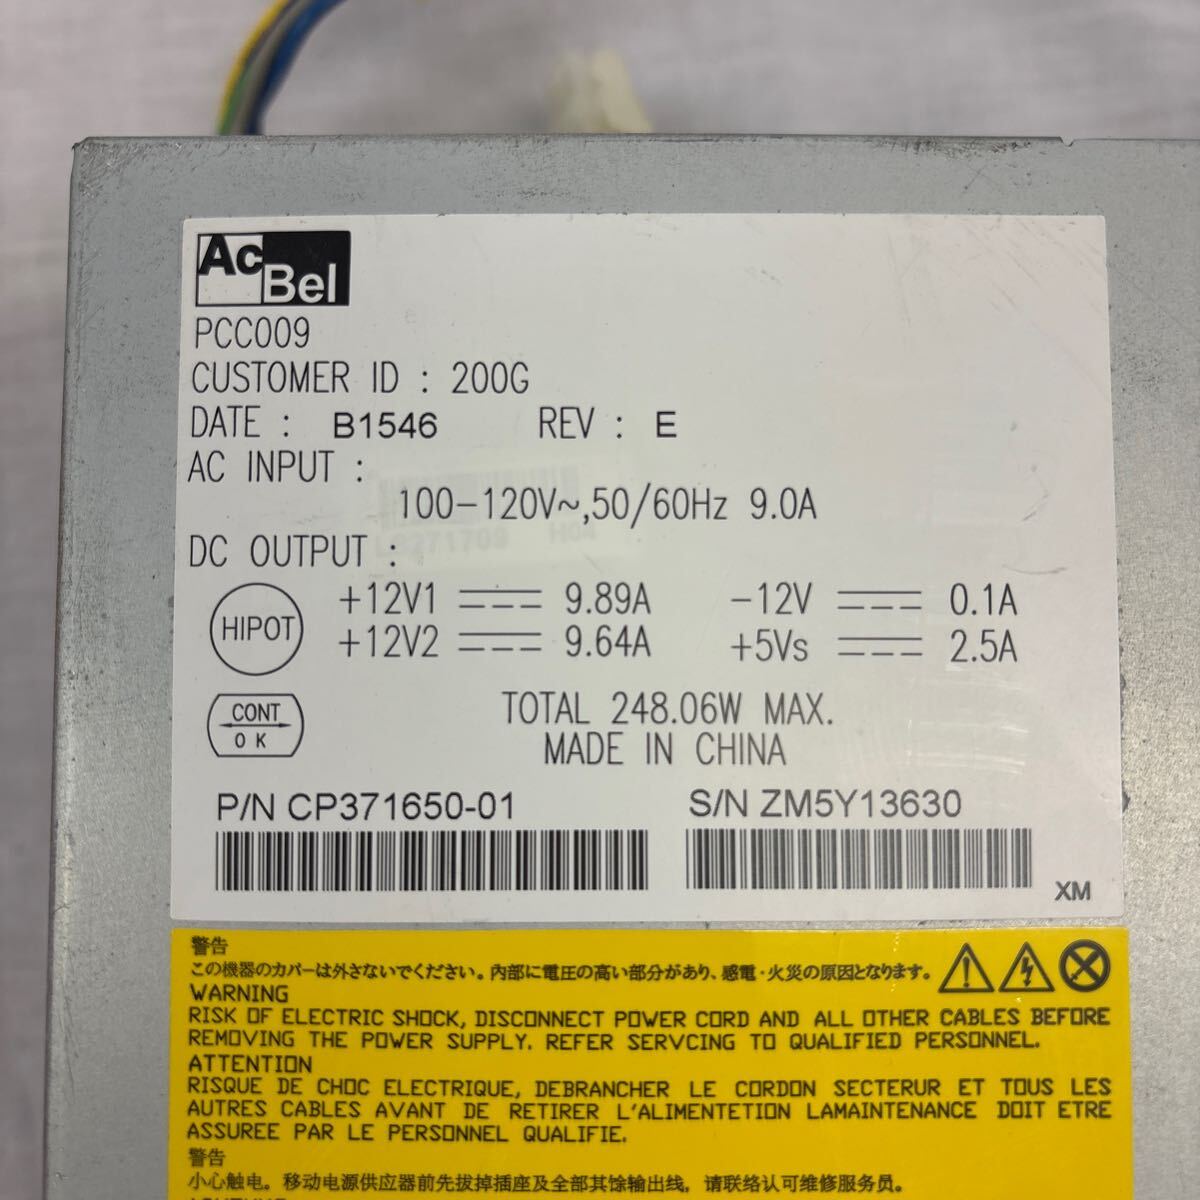 AcBel
PCC009
CUSTOMER ID : 200G
DATE : B1546 REV : E
AC INPUT :
100-120V~,50/60Hz 9.0A
DC OUTPUT :
HIPOT
+12V1 9.89A -12V 0.1A
+12V2 9.64A +5Vs 2.5A
CONT
OK
TOTAL 248.06W MAX.
MADE IN CHINA
P/N CP371650-01 S/N ZM5Y13630
XM
警告
この機器のカバーは外さないでください。内部に電圧の高い部分があり、感電・火災の原因となります。
WARNING
RISK OF ELECTRIC SHOCK, DISCONNECT POWER CORD AND ALL OTHER CABLES BEFORE
REMOVING THE POWER SUPPLY. REFER SERVCING TO QUALIFIED PERSONNEL.
ATTENTION
RISQUE DE CHOC ELECTRIQUE, DEBRANCHER LE CORDON SECTERUR ET TOUS LES
AUTRES CABLES AVANT DE RETIRER L'ALIMENTETION LAMAINTENANCE DOIT ETRE
ASSUREE PAR LE PERSONNEL QUALIFIE.
警告
小心触电。移动电源供应器前先拔掉插座及全部其馀输出线，请联络认可维修服务员。